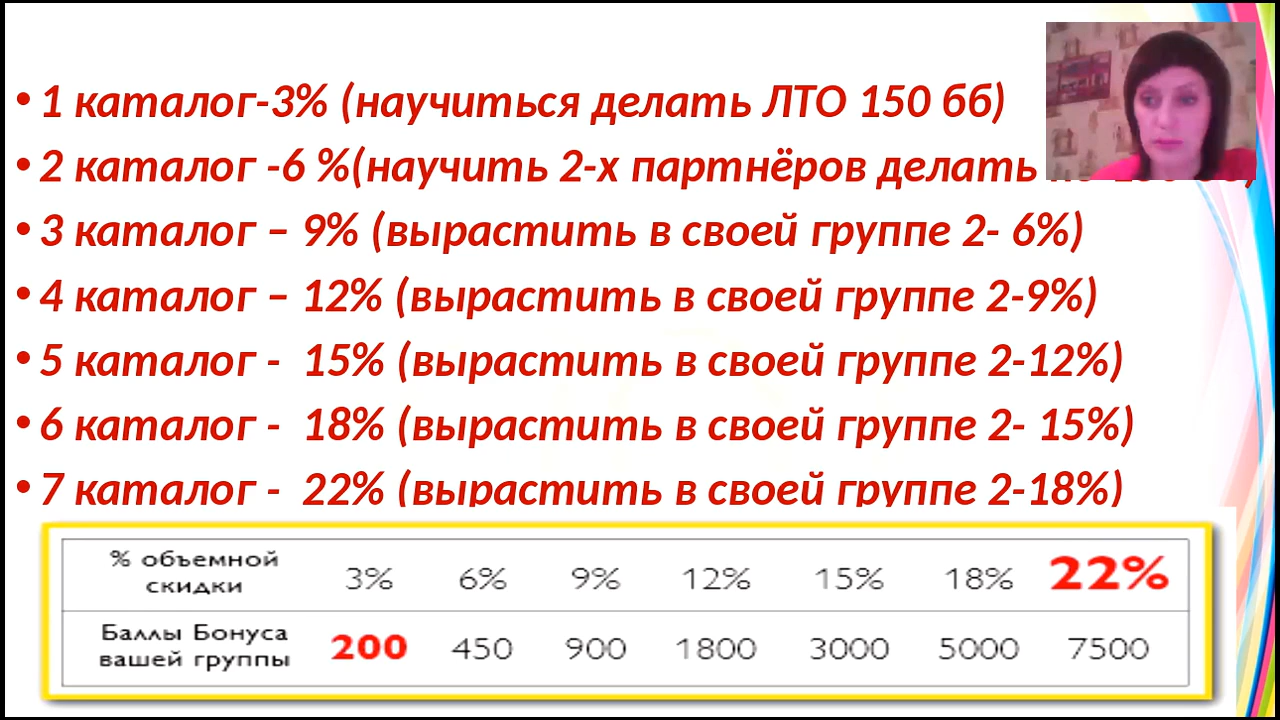 • 1 каталог-3% (научиться делать ЛТО 150 бб)
• 2 каталог -6 %(научить 2-х партнёров делать
• 3 каталог – 9% (вырастить в своей группе 2- 6%)
• 4 каталог – 12% (вырастить в своей группе 2-9%)
• 5 каталог - 15% (вырастить в своей группе 2-12%)
• 6 каталог - 18% (вырастить в своей группе 2- 15%)
• 7 каталог - 22% (вырастить в своей группе 2-18%)
% объемной
скидки 3% 6% 9% 12% 15% 18% 22%
Баллы Бонуса
вашей группы 200 450 900 1800 3000 5000 7500